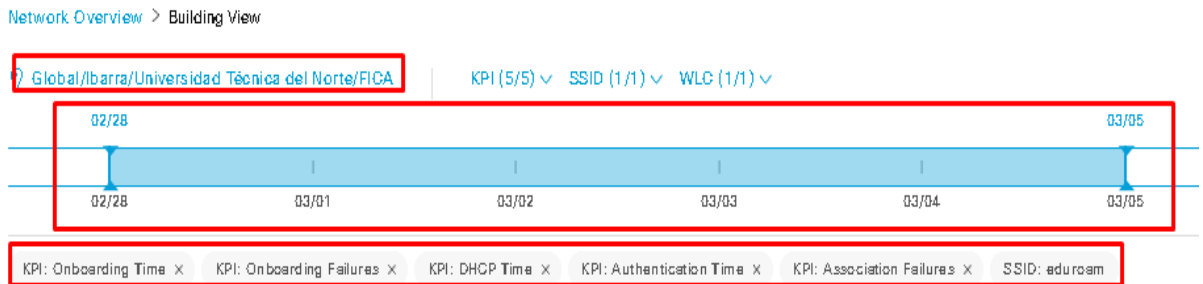 Network Overview > Building View
Global/Ibarra/Universidad Técnica del Norte/FICA KPI (5/5) SSID (1/1) WLC (1/1)
02/28 03/05
02/28 03/01 03/02 03/03 03/04 03/05
KPI: Onboarding Time × KPI: Onboarding Failures × KPI: DHCP Time × KPI: Authentication Time × KPI: Association Failures × SSID: eduroam